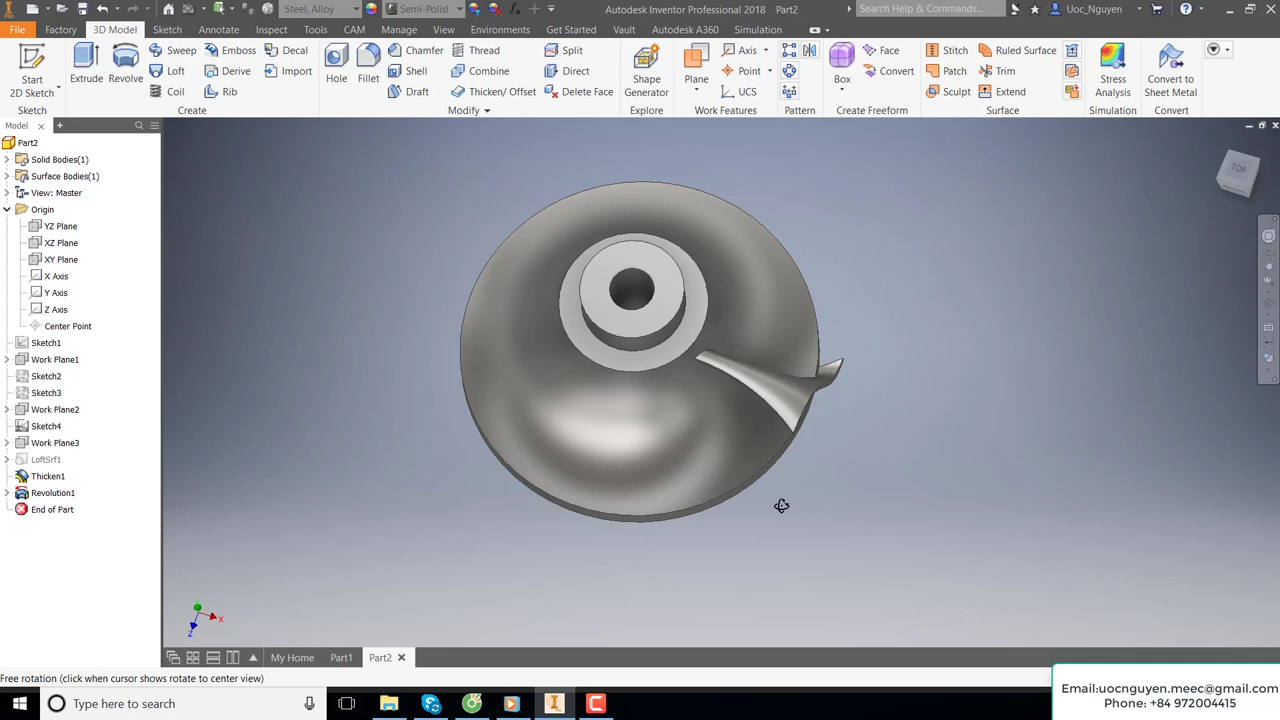 Steel, Alloy
Semi-Polish
Autodesk Inventor Professional 2018 Part2
Search Help & Commands...
Uoc_Nguyen
File Factory 3D Model Sketch Annotate Inspect Tools CAM Manage View Environments Get Started Vault Autodesk A360 Simulation
Start
2D Sketch
Extrude
Revolve
Sweep
Loft
Coil
Emboss
Derive
Rib
Decal
Import
Hole
Fillet
Chamfer
Shell
Draft
Thread
Combine
Thicken/ Offset
Split
Direct
Delete Face
Shape
Generator
Plane
Axis
Point
UCS
Box
Face
Convert
Stitch
Patch
Sculpt
Ruled Surface
Trim
Extend
Stress
Analysis
Convert to
Sheet Metal
Sketch Create Modify Explore Work Features Pattern Create Freeform Surface Simulation Convert
Model
Part2
Solid Bodies(1)
Surface Bodies(1)
View: Master
Origin
YZ Plane
XZ Plane
XY Plane
X Axis
Y Axis
Z Axis
Center Point
Sketch1
Work Plane1
Sketch2
Sketch3
Work Plane2
Sketch4
Work Plane3
LoftSrf1
Thicken1
Revolution1
End of Part
TOP
X
Z
My Home Part1 Part2
Free rotation (click when cursor shows rotate to center view)
Type here to search
Email:uocnguyen.meec@gmail.com
Phone: +84 972004415